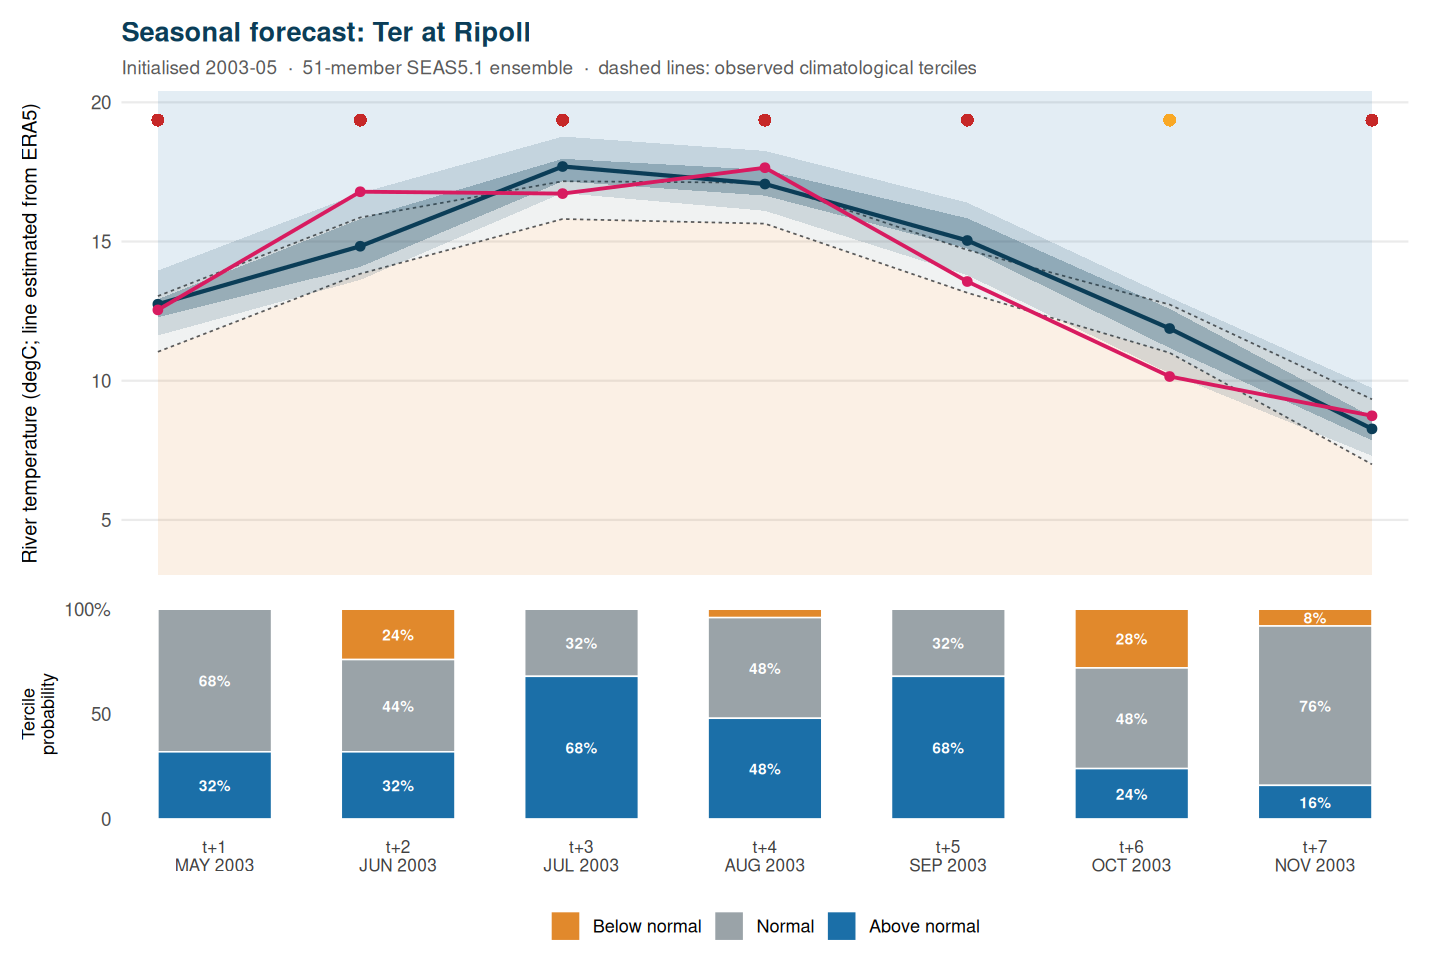 Seasonal forecast: Ter at Ripoll
Initialised 2003-05 · 51-member SEAS5.1 ensemble · dashed lines: observed climatological terciles
River temperature (degC; line estimated from ERA5)
20
15
10
5
Tercile
probability
100%
50
0
68%
32%
24%
44%
32%
32%
68%
48%
48%
32%
68%
28%
48%
24%
8%
76%
16%
t+1
MAY 2003
t+2
JUN 2003
t+3
JUL 2003
t+4
AUG 2003
t+5
SEP 2003
t+6
OCT 2003
t+7
NOV 2003
Below normal
Normal
Above normal